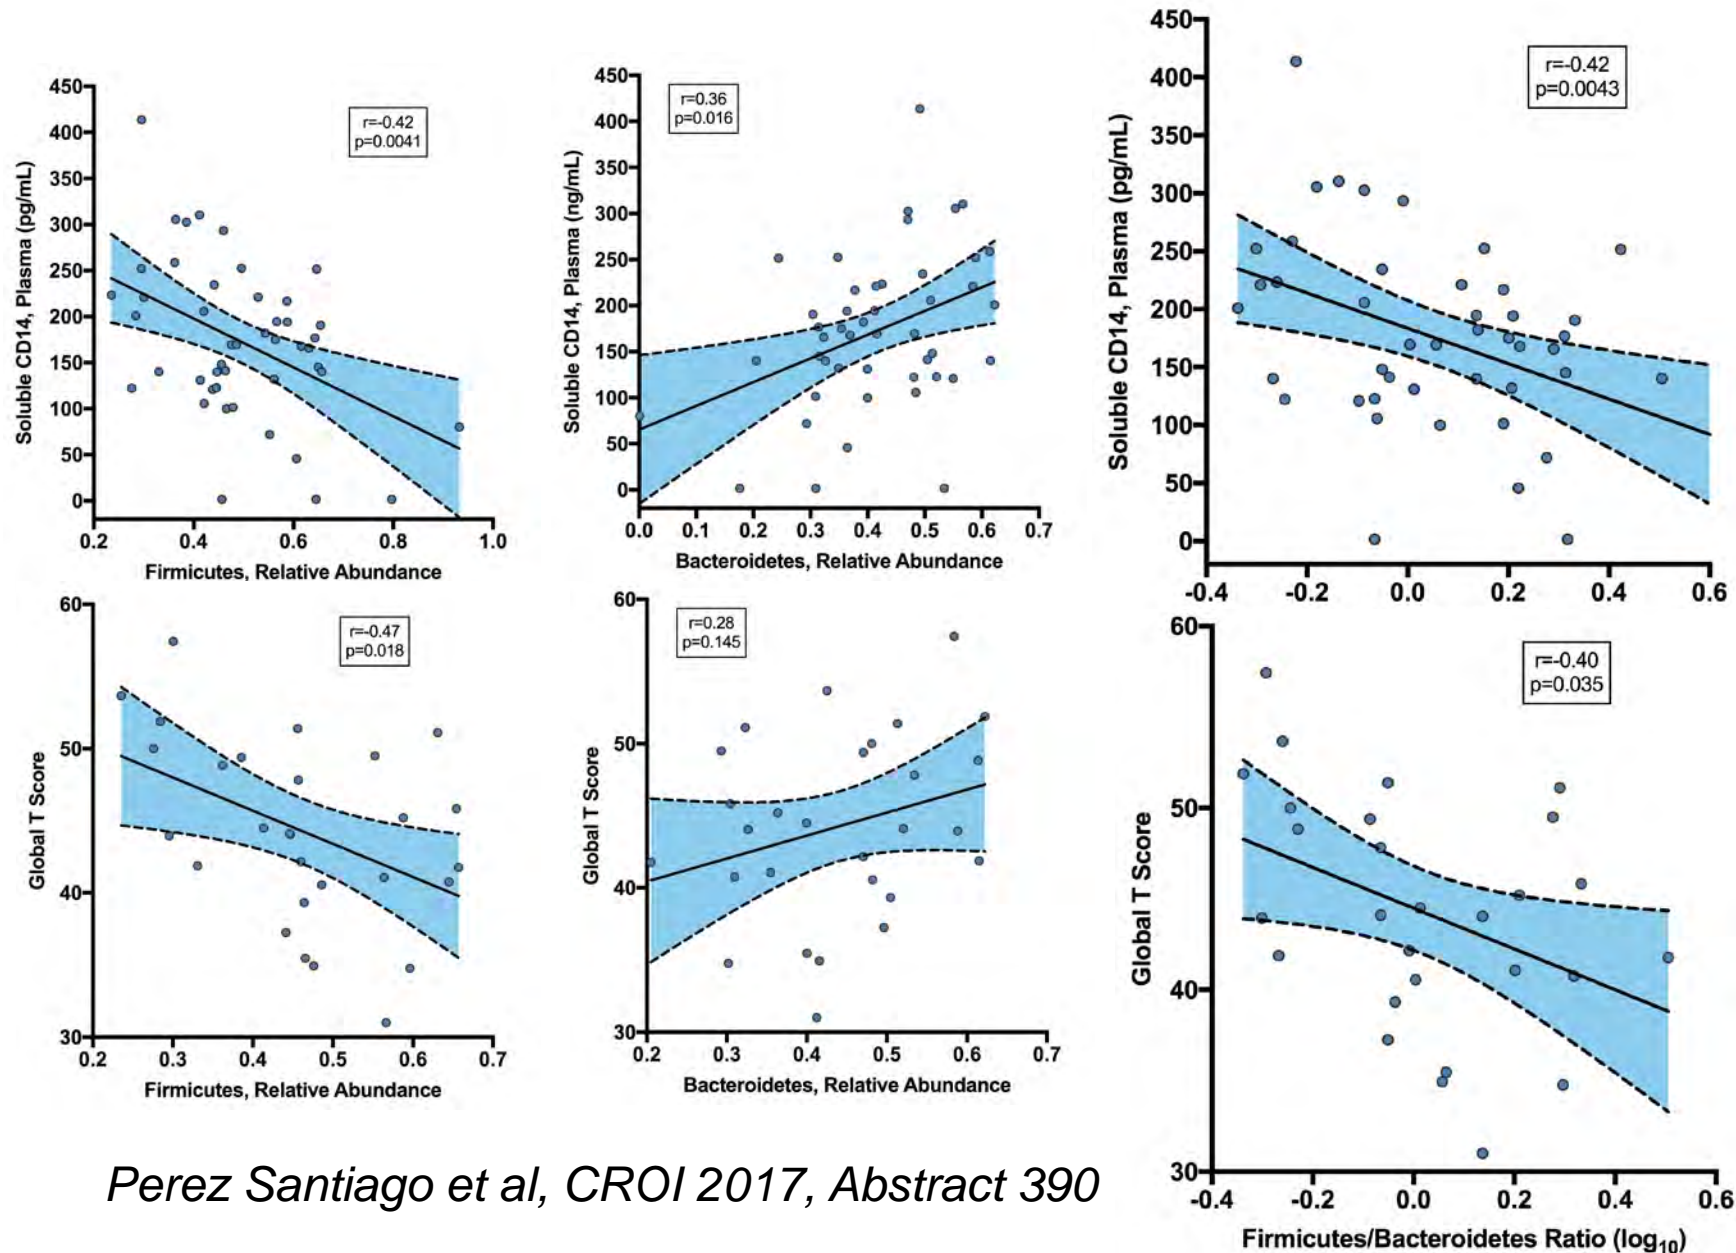 450
400
350
300
250
200
150
100
50
0
Soluble CD14, Plasma (pg/mL)
r=-0.42
p=0.0041
0.2 0.4 0.6 0.8 1.0
Firmicutes, Relative Abundance
450
400
350
300
250
200
150
100
50
0
Soluble CD14, Plasma (ng/mL)
r=0.36
p=0.016
0.0 0.1 0.2 0.3 0.4 0.5 0.6 0.7
Bacteroidetes, Relative Abundance
450
400
350
300
250
200
150
100
50
0
Soluble CD14, Plasma (pg/mL)
r=-0.42
p=0.0043
-0.4 -0.2 0.0 0.2 0.4 0.6
60
50
40
30
Global T Score
r=-0.47
p=0.018
0.2 0.3 0.4 0.5 0.6 0.7
Firmicutes, Relative Abundance
60
50
40
30
Global T Score
r=0.28
p=0.145
0.2 0.3 0.4 0.5 0.6 0.7
Bacteroidetes, Relative Abundance
60
50
40
30
Global T Score
r=-0.40
p=0.035
-0.4 -0.2 0.0 0.2 0.4 0.6
Firmicutes/Bacteroidetes Ratio (log₁₀)
Perez Santiago et al, CROI 2017, Abstract 390